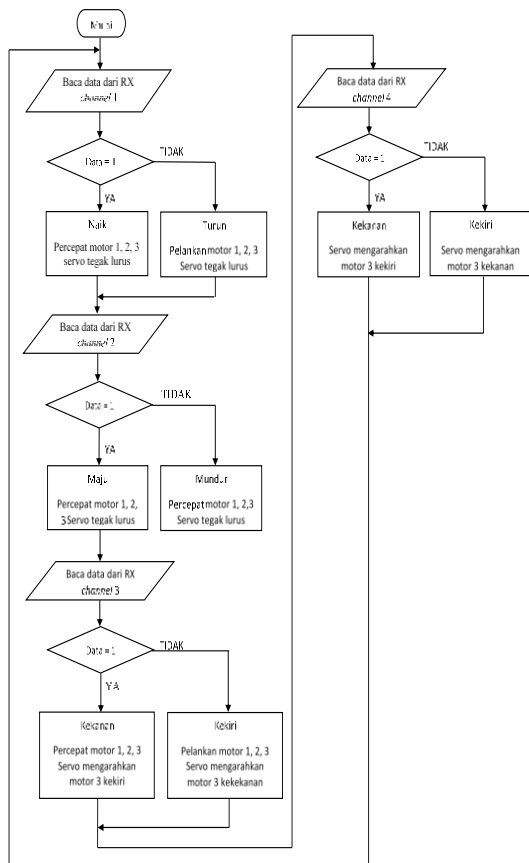 Mulai
Baca data dari RX
channel 1
Data = 1
TIDAK
YA
Naik
Percepat motor 1, 2, 3
servo tegak lurus
Turun
Pelankan motor 1, 2, 3
Servo tegak lurus
Baca data dari RX
channel 2
Data = 1
TIDAK
YA
Maju
Percepat motor 1, 2,
3Servo tegak lurus
Mundur
Percepat motor 1, 2,3
Servo tegak lurus
Baca data dari RX
channel 3
Data = 1
TIDAK
YA
Kekanan
Percepat motor 1, 2, 3
Servo mengarahkan
motor 3 kekiri
Kekiri
Pelankan motor 1, 2, 3
Servo mengarahkan
motor 3 kekekanan
Baca data dari RX
channel 4
Data = 1
TIDAK
YA
Kekanan
Servo mengarahkan
motor 3 kekiri
Kekiri
Servo mengarahkan
motor 3 kekanan